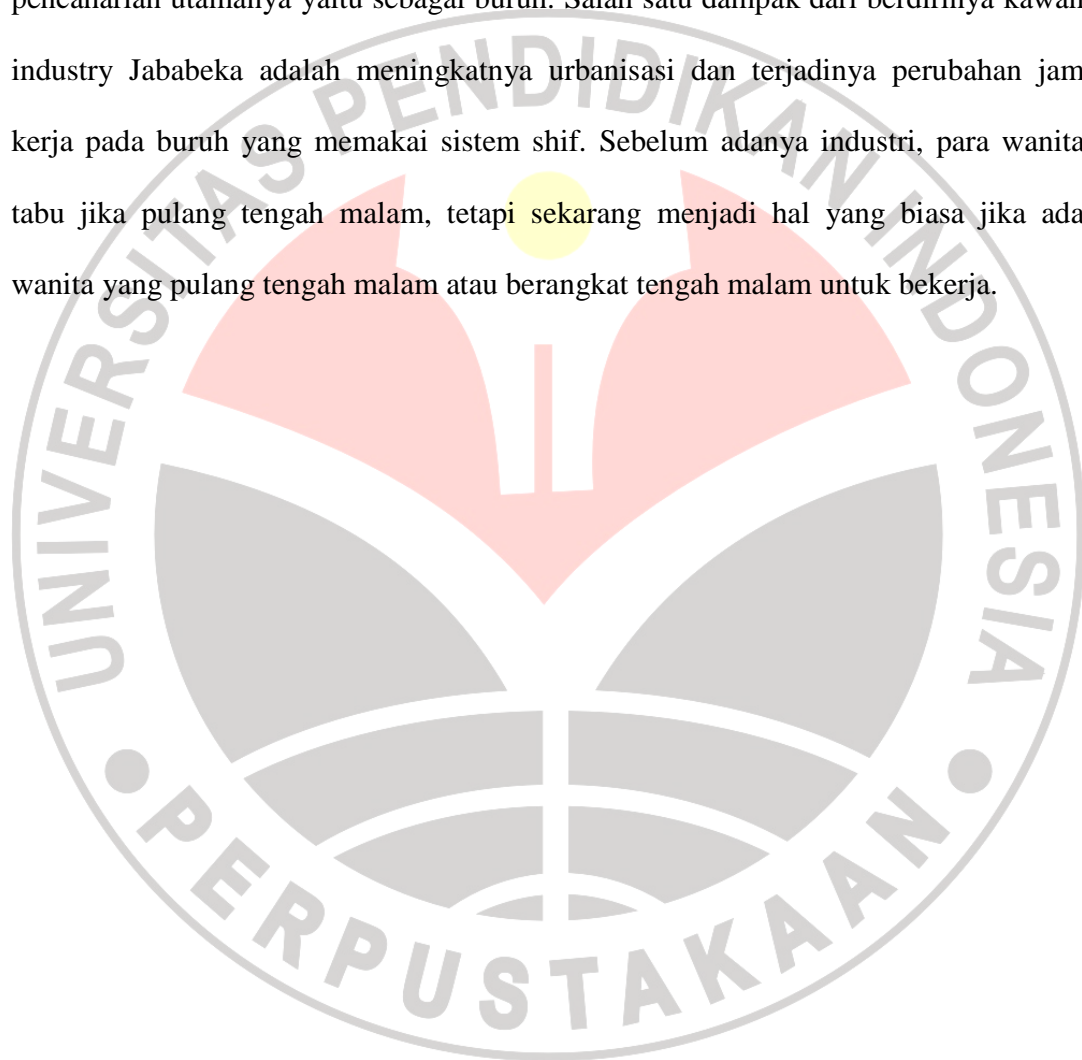 pencaharian utamanya yaitu sebagai buruh. Salah satu dampak dari berdirinya
industry Jababeka adalah meningkatnya urbanisasi dan terjadinya perubahan jam
kerja pada buruh yang memakai sistem shif. Sebelum adanya industri, para wanita
tabu jika pulang tengah malam, tetapi sekarang menjadi hal yang biasa jika ada
wanita yang pulang tengah malam atau berangkat tengah malam untuk bekerja.
UNIVERSITAS PENDIDIKAN INDONESIA
PERPUSTAKAAN